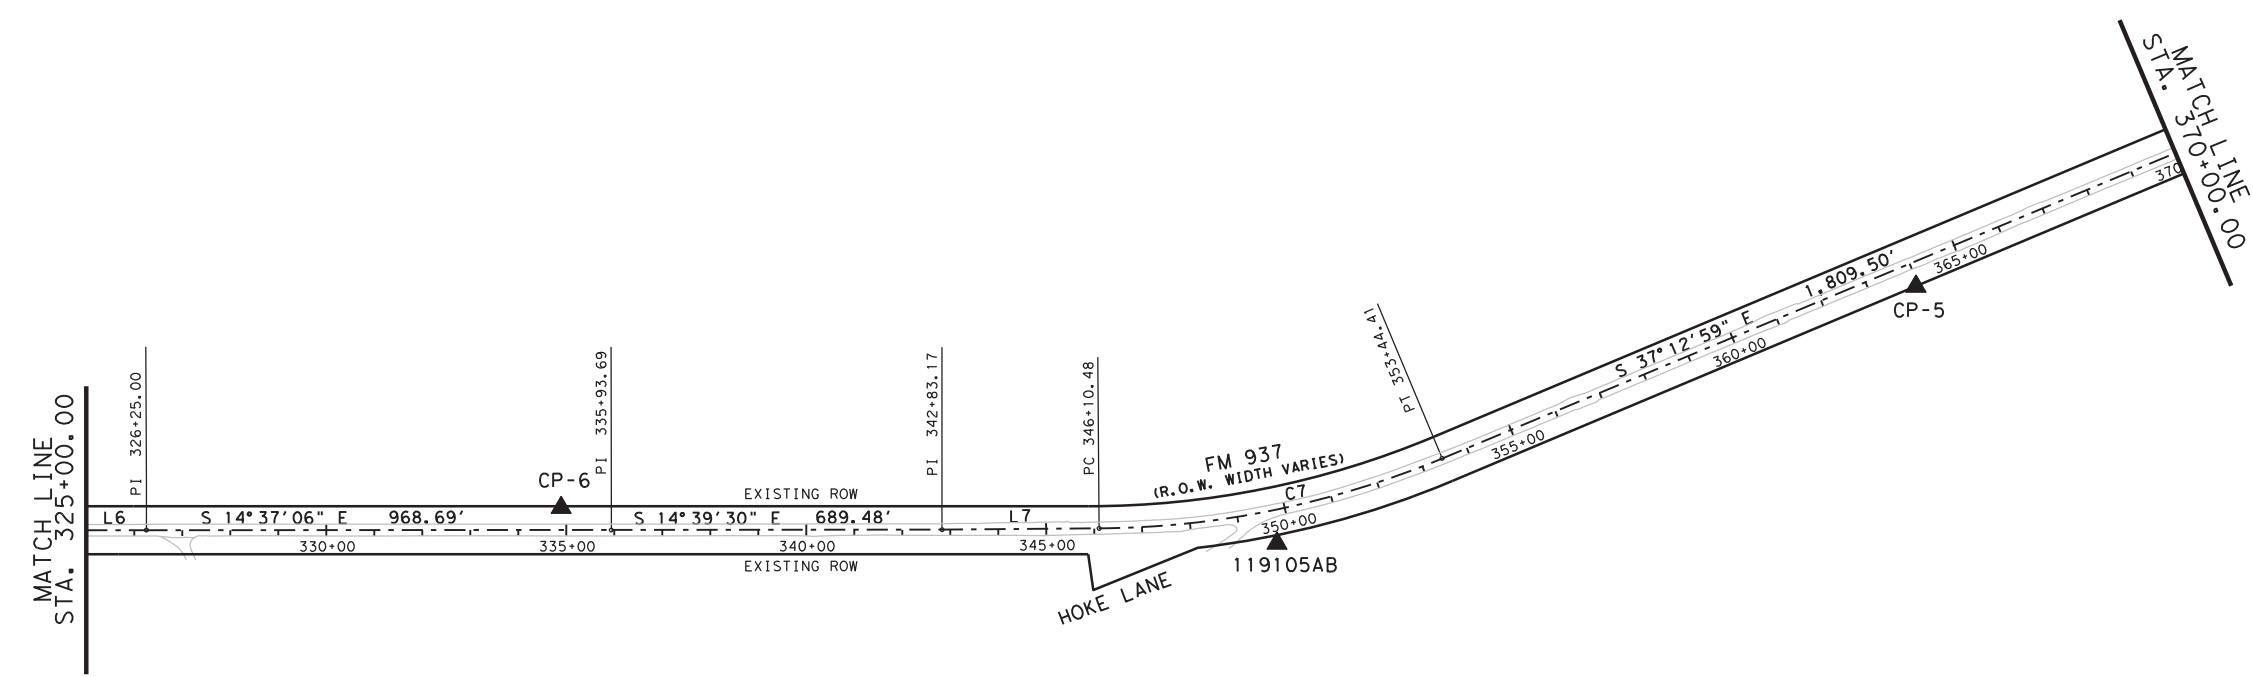 MATCH LINE
STA. 325+00.00
L6
PI 326+25.00
S 14°37'06" E 968.69'
330+00
CP-6
335+00
PI 335+93.69
S 14°39'30" E 689.48'
EXISTING ROW
340+00
EXISTING ROW
PI 342+83.17
L7
345+00
PC 346+10.48
HOKE LANE
FM 937
(R.O.W. WIDTH VARIES)
C7
350+00
119105AB
PT 353+44.41
355+00
S 37°12'59" E
1,809.50'
360+00
CP-5
365+00
370
MATCH LINE
STA. 370+00.00